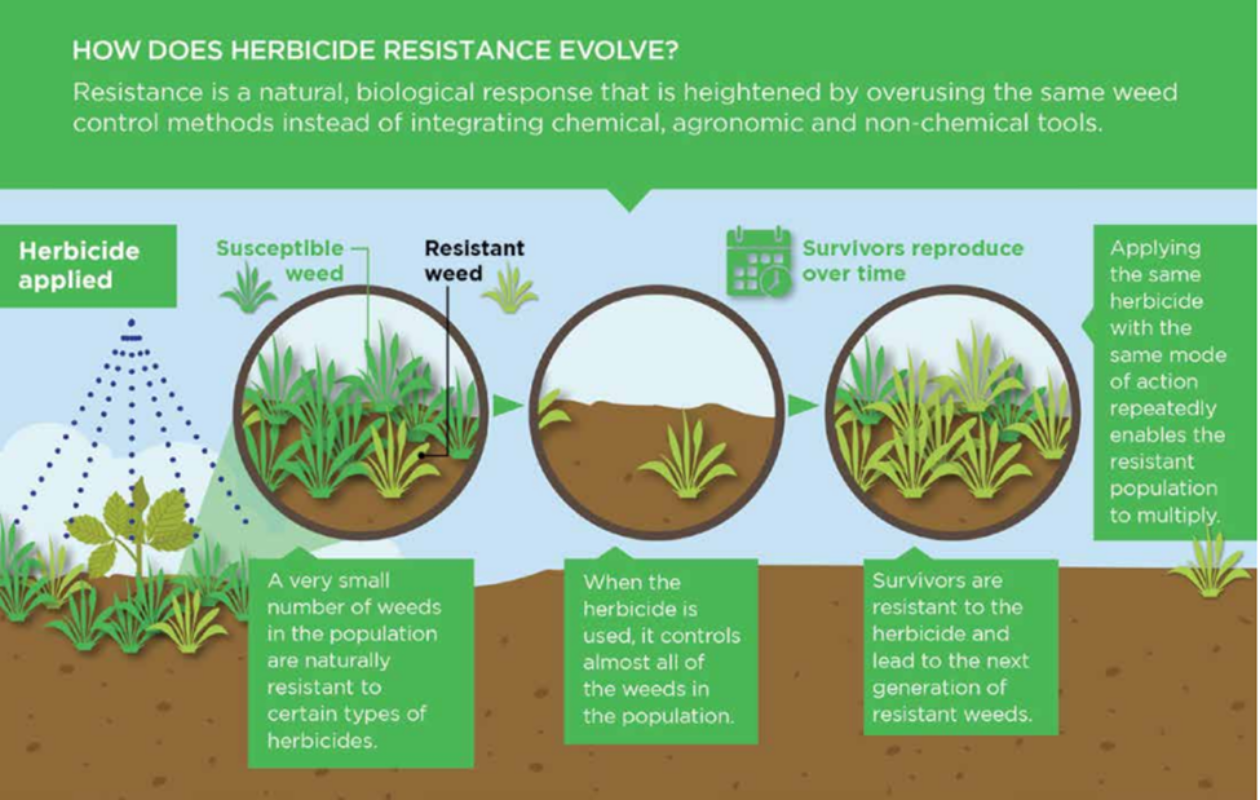 HOW DOES HERBICIDE RESISTANCE EVOLVE?
Resistance is a natural, biological response that is heightened by overusing the same weed
control methods instead of integrating chemical, agronomic and non-chemical tools.
Herbicide
applied
Susceptible
weed
Resistant
weed
Survivors reproduce
over time
Applying
the same
herbicide
with the
same mode
of action
repeatedly
enables the
resistant
population
to multiply.
A very small
number of weeds
in the population
are naturally
resistant to
certain types of
herbicides.
When the
herbicide is
used, it controls
almost all of
the weeds in
the population.
Survivors are
resistant to the
herbicide and
lead to the next
generation of
resistant weeds.